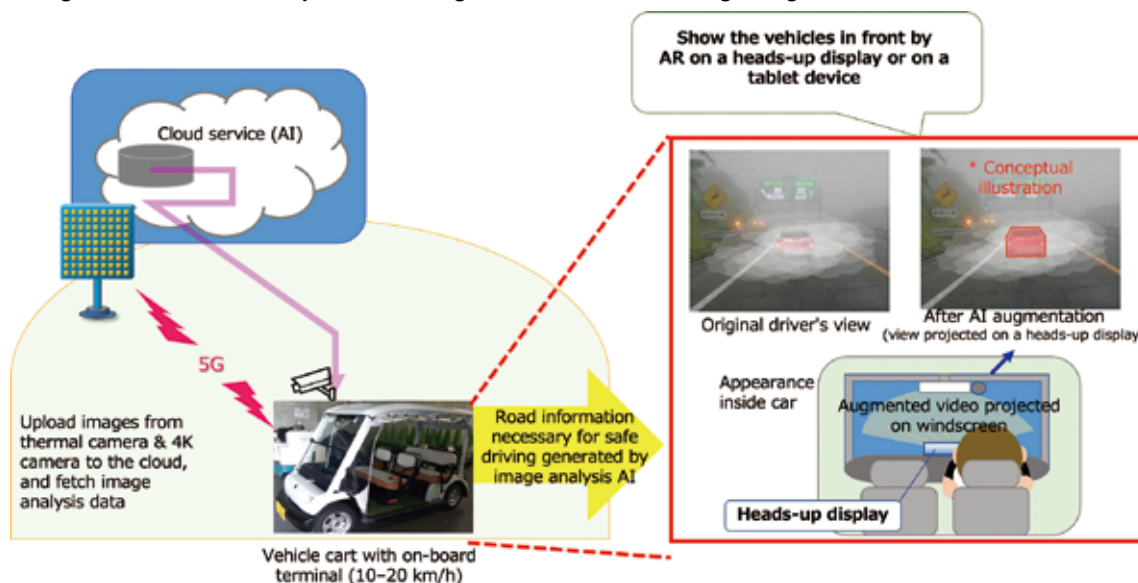 Show the vehicles in front by
AR on a heads-up display or on a
tablet device
Cloud service (AI)
* Conceptual
illustration
Original driver's view
After AI augmentation
(view projected on a heads-up display
5G
Appearance
inside car
Augmented video projected
on windscreen
Upload images from
thermal camera & 4K
camera to the cloud,
and fetch image
analysis data
Road information
necessary for safe
driving generated by
image analysis AI
Heads-up display
Vehicle cart with on-board
terminal (10–20 km/h)